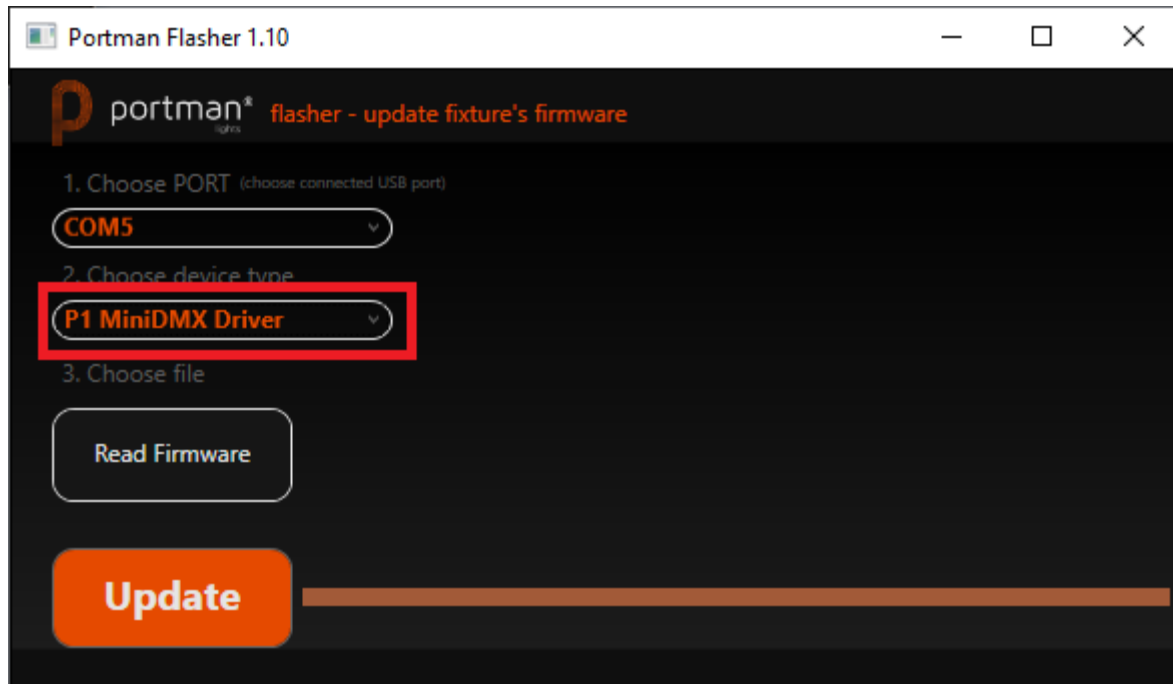 Portman Flasher 1.10
portman® flasher - update fixture's firmware
lights
1. Choose PORT (choose connected USB port)
COM5
2. Choose device type
P1 MiniDMX Driver
3. Choose file
Read Firmware
Update